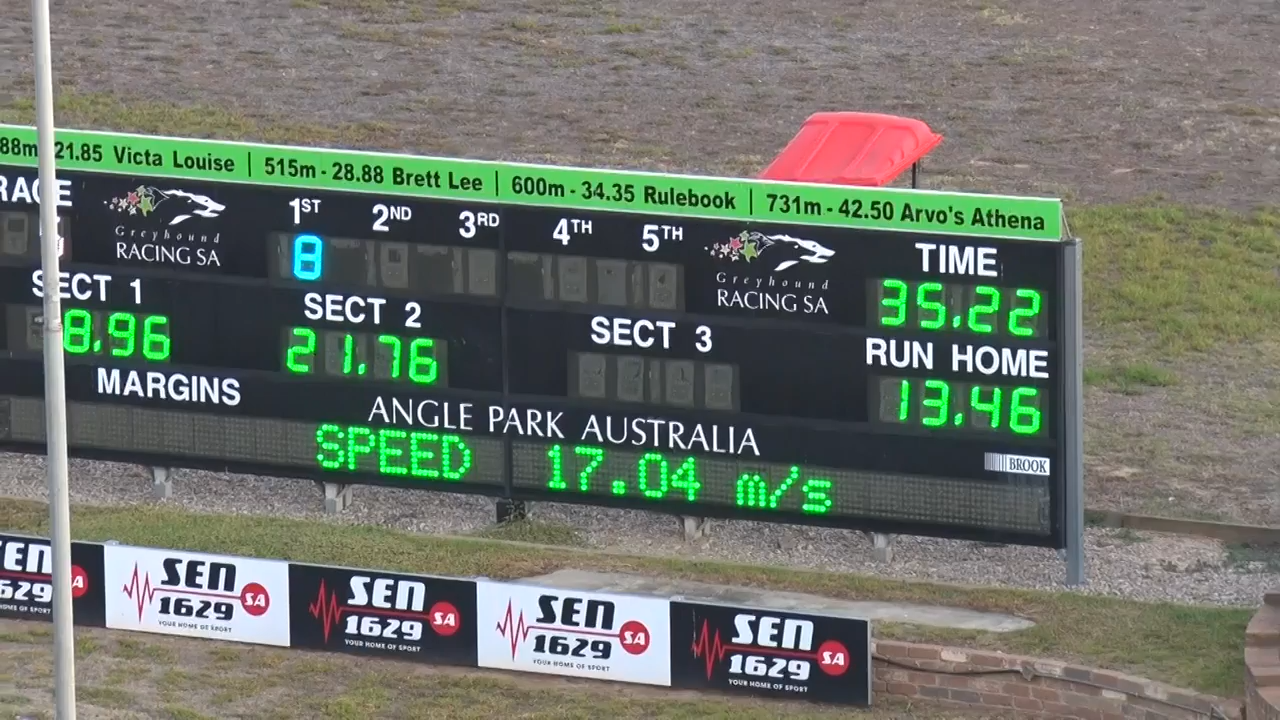 88m 21.85 Victa Louise | 515m - 28.88 Brett Lee | 600m - 34.35 Rulebook | 731m - 42.50 Arvo's Athena
RACE
Greyhound
RACING SA
1ST 2ND 3RD 4TH 5TH
8
Greyhound
RACING SA
TIME
35.22
SECT 1
8.96
SECT 2
21.76
SECT 3
RUN HOME
13.46
MARGINS
ANGLE PARK AUSTRALIA
SPEED 17.04 m/s
BROOK
SEN
1629
SA
SEN
1629
SA
YOUR HOME OF SPORT
SEN
1629
SA
YOUR HOME OF SPORT
SEN
1629
SA
YOUR HOME OF SPORT
SEN
1629
SA
YOUR HOME OF SPORT